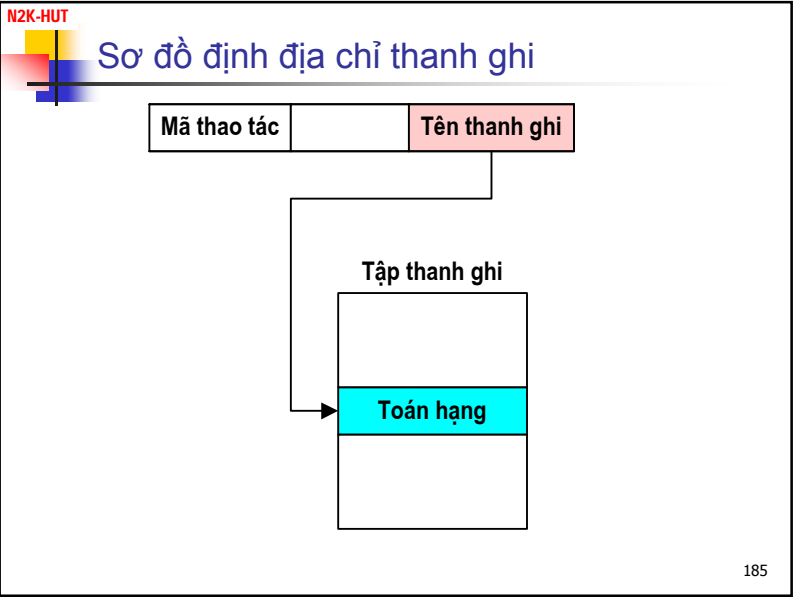 N2K-HUT
Sơ đồ định địa chỉ thanh ghi
Mã thao tác
Tên thanh ghi
Tập thanh ghi
Toán hạng
185